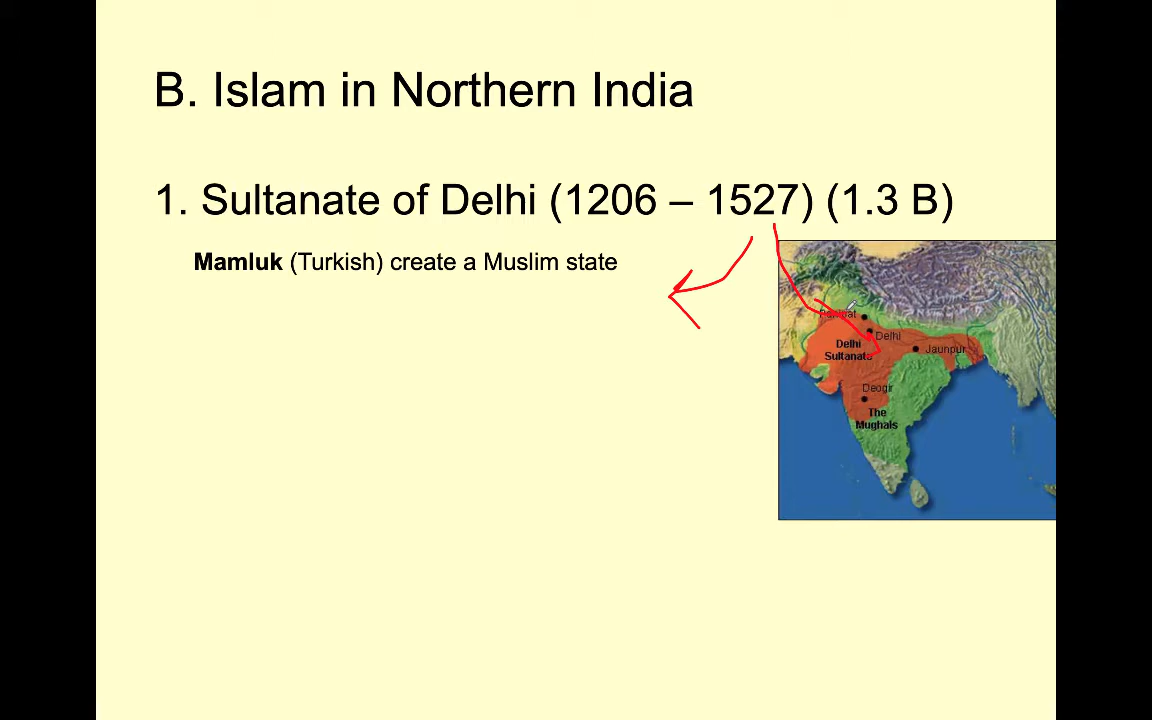 B. Islam in Northern India
1. Sultanate of Delhi (1206 – 1527) (1.3 B)
Mamluk (Turkish) create a Muslim state
Panipat
Delhi
Delhi
Sultanate
Jaunpur
Deogir
The
Mughals